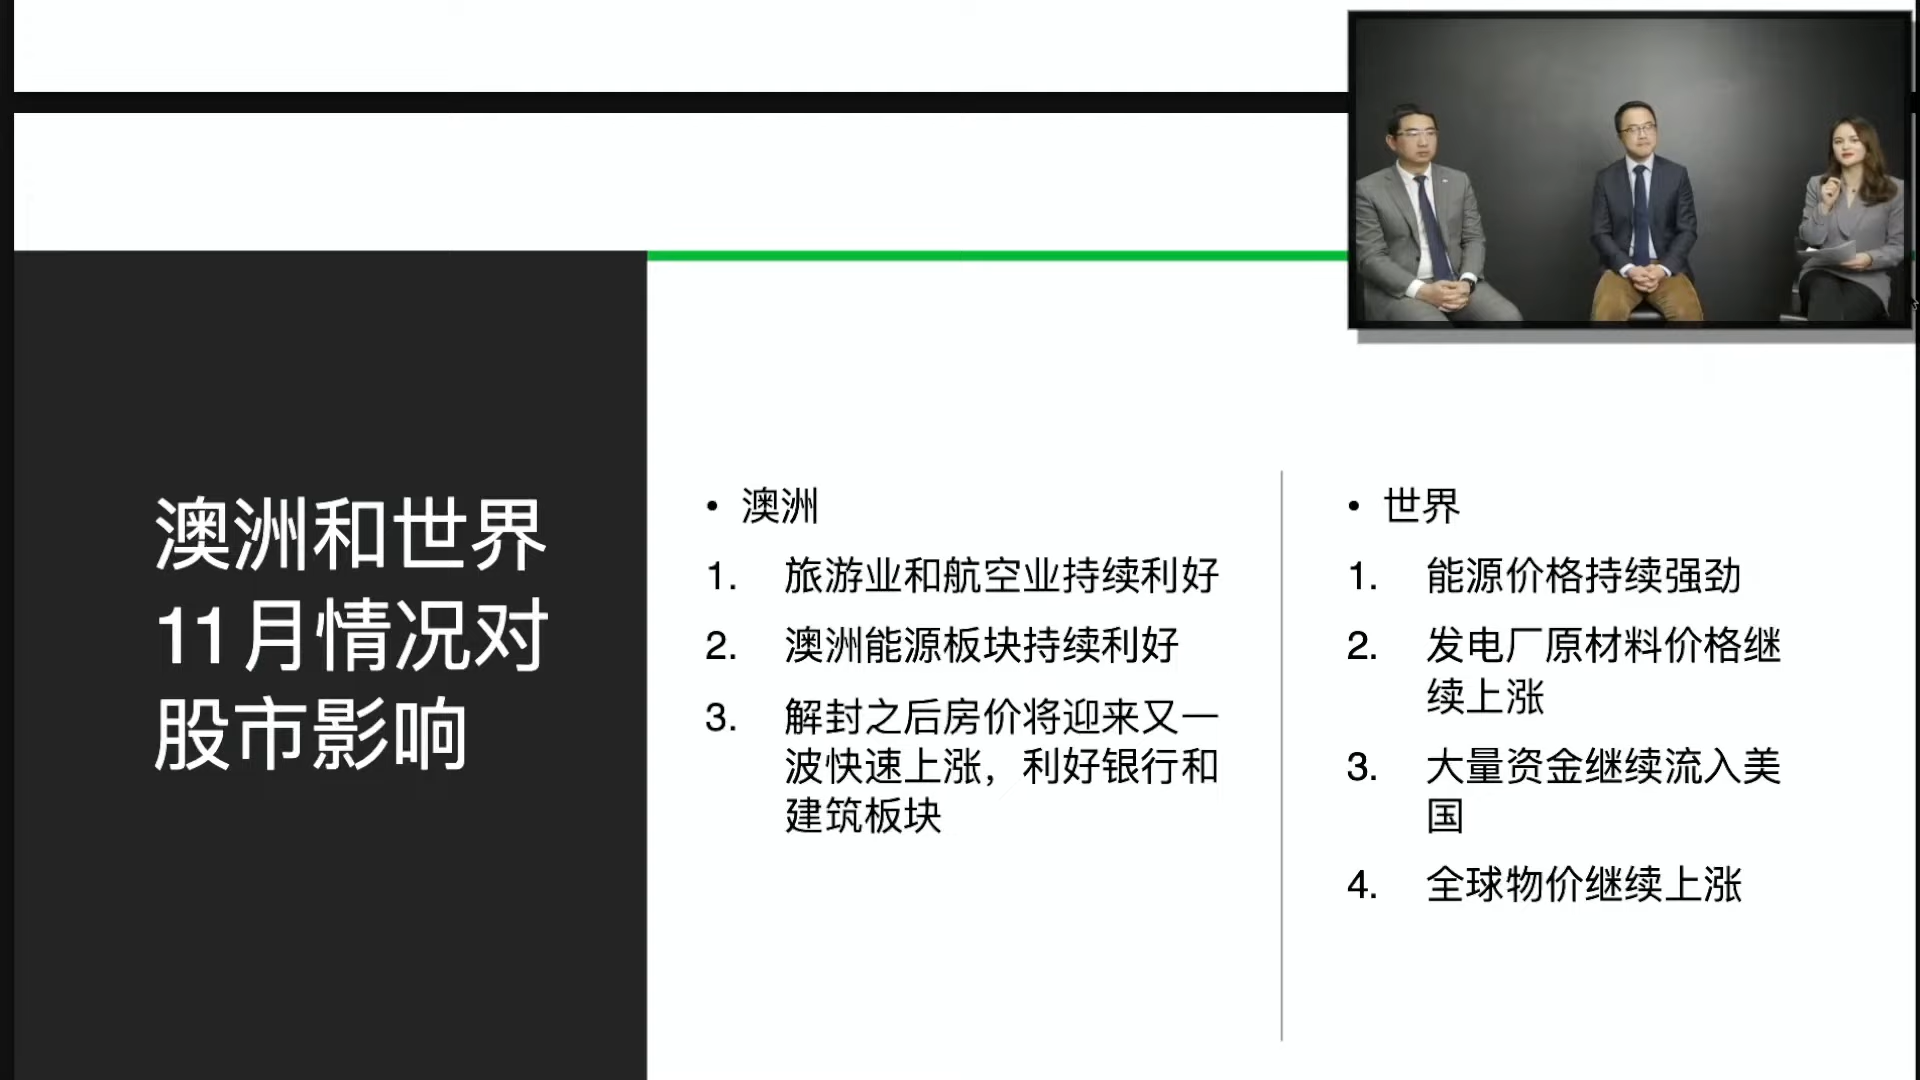 澳洲和世界
11月情况对
股市影响
• 澳洲
1. 旅游业和航空业持续利好
2. 澳洲能源板块持续利好
3. 解封之后房价将迎来又一
波快速上涨，利好银行和
建筑板块
• 世界
1. 能源价格持续强劲
2. 发电厂原材料价格继
续上涨
3. 大量资金继续流入美
国
4. 全球物价继续上涨